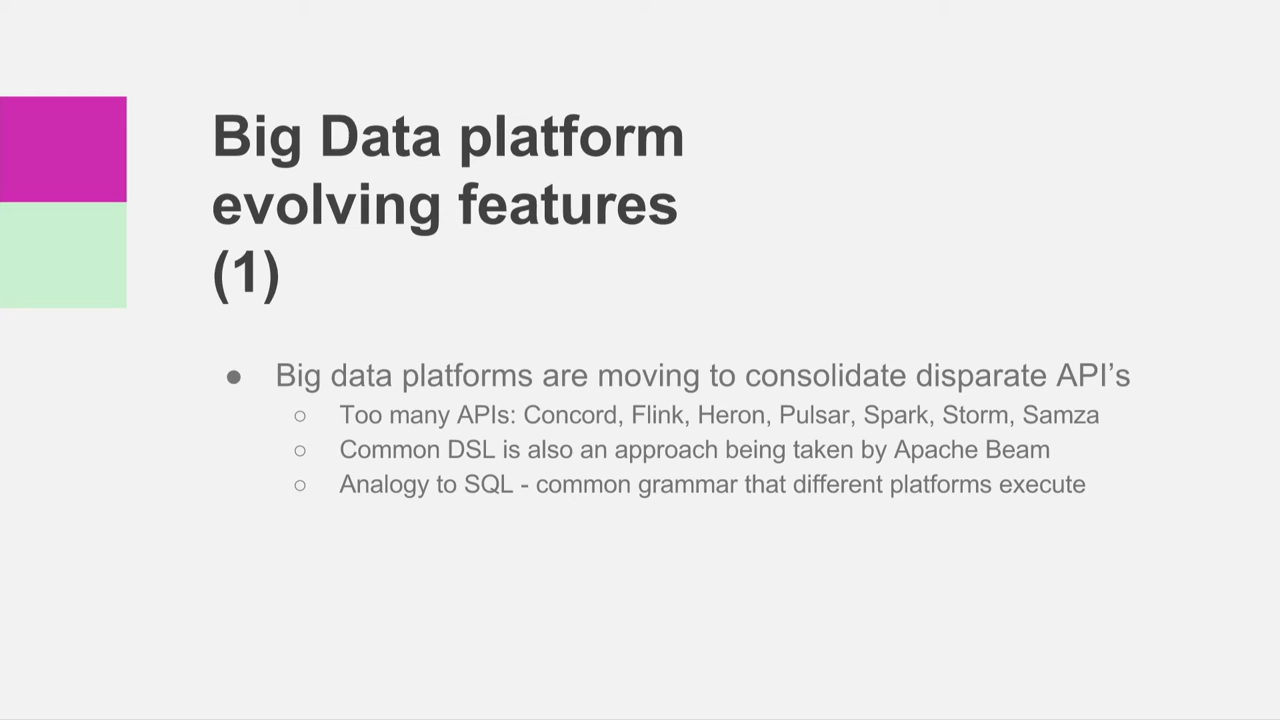 Big Data platform
evolving features
(1)
● Big data platforms are moving to consolidate disparate API’s
○ Too many APIs: Concord, Flink, Heron, Pulsar, Spark, Storm, Samza
○ Common DSL is also an approach being taken by Apache Beam
○ Analogy to SQL - common grammar that different platforms execute